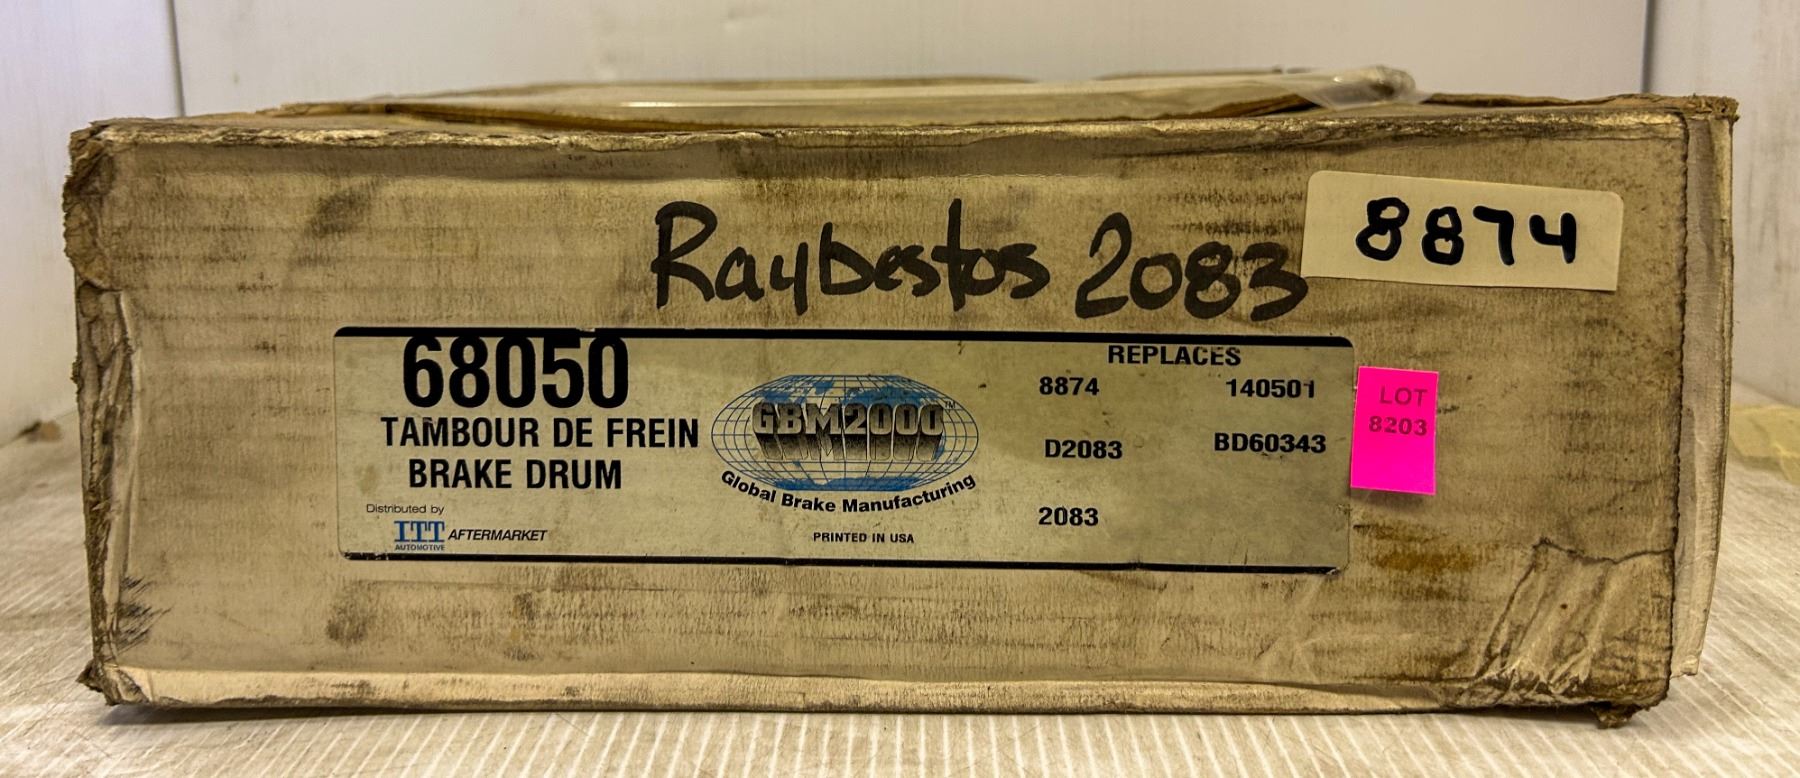 Raybestos 2083
8874
68050
TAMBOUR DE FREIN
BRAKE DRUM
Distributed by
ITT AFTERMARKET
AUTOMOTIVE
GBM2000™
Global Brake Manufacturing
PRINTED IN USA
REPLACES
8874 140501
D2083 BD60343
2083
LOT
8203